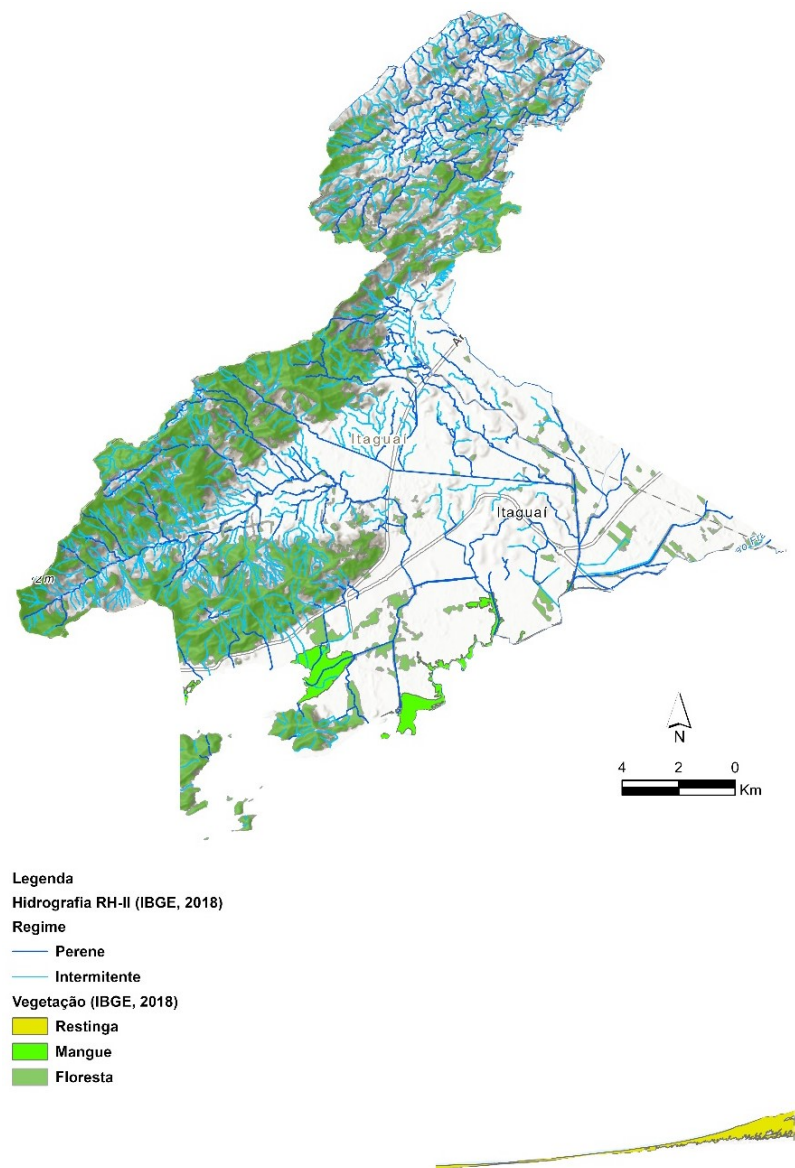 Itaguaí
Itaguaí
2 m
N
4 2 0
Km
Legenda
Hidrografia RH-II (IBGE, 2018)
Regime
Perene
Intermitente
Vegetação (IBGE, 2018)
Restinga
Mangue
Floresta